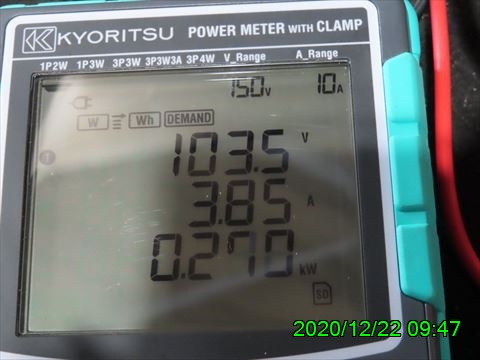 KYORITSU POWER METER WITH CLAMP
1P2W 1P3W 3P3W 3P3W3A 3P4W V_Range A_Range
150V 10A
W Wh DEMAND
1 103.5 V
3.85 A
0.270 kW
SD
2020/12/22 09:47